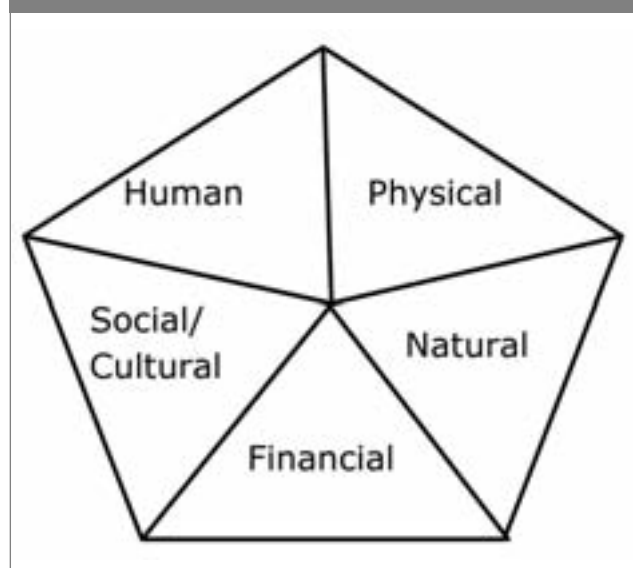 Human
Physical
Social/
Cultural
Natural
Financial